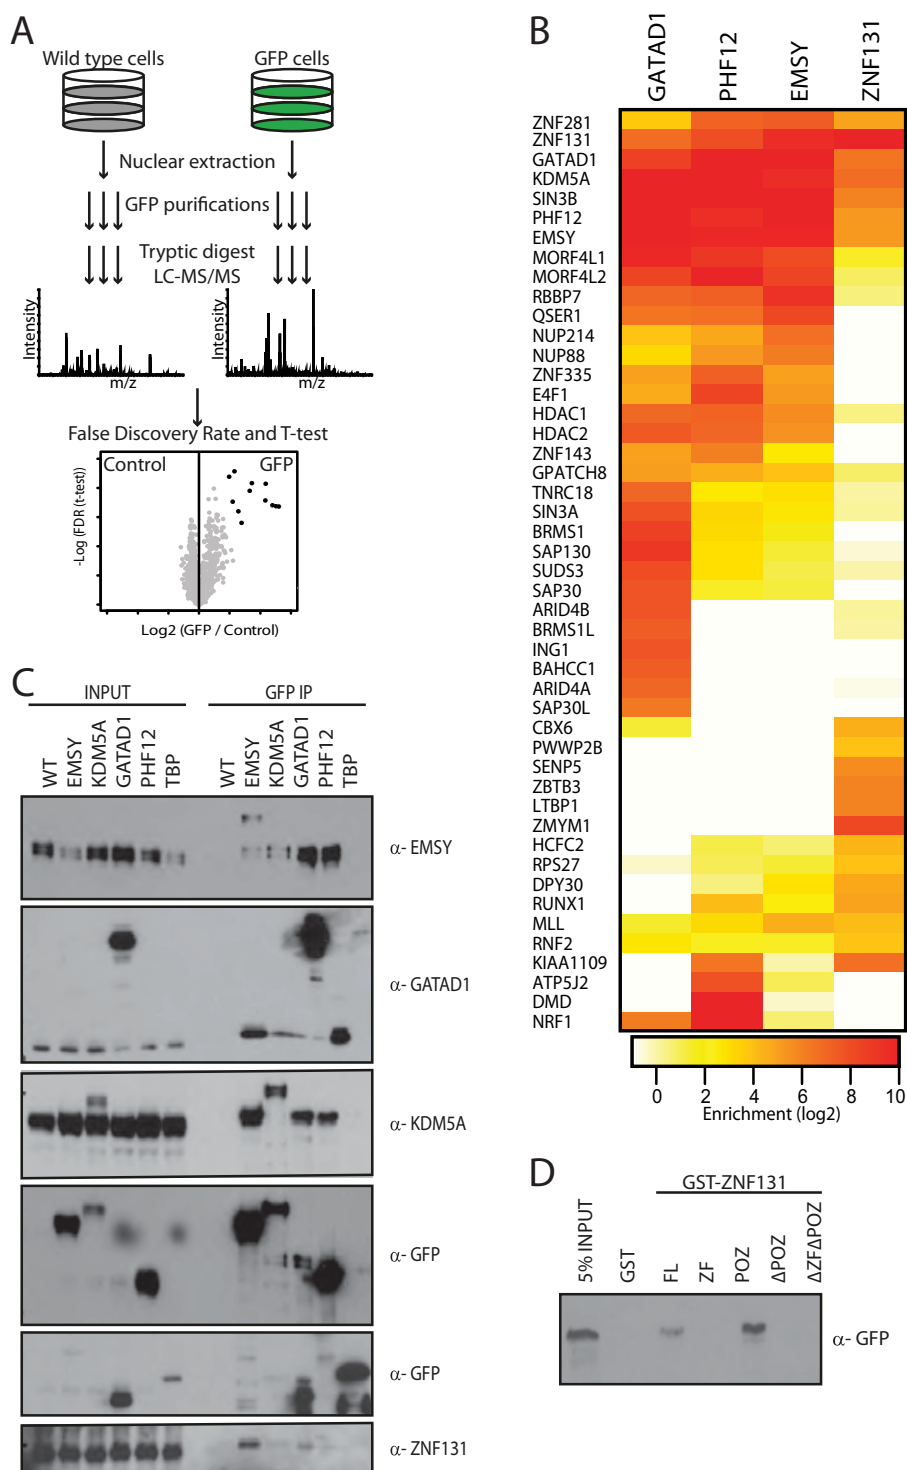 A
Wild type cells
GFP cells
Nuclear extraction
GFP purifications
Tryptic digest
LC-MS/MS
Intensity
m/z
Intensity
m/z
False Discovery Rate and T-test
Control
GFP
-Log (FDR (t-test))
Log2 (GFP / Control)
B
GATAD1
PHF12
EMSY
ZNF131
ZNF281
ZNF131
GATAD1
KDM5A
SIN3B
PHF12
EMSY
MORF4L1
MORF4L2
RBBP7
QSER1
NUP214
NUP88
ZNF335
E4F1
HDAC1
HDAC2
ZNF143
GPATCH8
TNRC18
SIN3A
BRMS1
SAP130
SUDS3
SAP30
ARID4B
BRMS1L
ING1
BAHCC1
ARID4A
SAP30L
CBX6
PWWP2B
SENP5
ZBTB3
LTBP1
ZMYM1
HCFC2
RPS27
DPY30
RUNX1
MLL
RNF2
KIAA1109
ATP5J2
DMD
NRF1
0 2 4 6 8 10
Enrichment (log2)
C
INPUT
GFP IP
WT
EMSY
KDM5A
GATAD1
PHF12
TBP
WT
EMSY
KDM5A
GATAD1
PHF12
TBP
α- EMSY
α- GATAD1
α- KDM5A
α- GFP
α- GFP
α- ZNF131
D
GST-ZNF131
5% INPUT
GST
FL
ZF
POZ
ΔPOZ
ΔZFΔPOZ
α- GFP